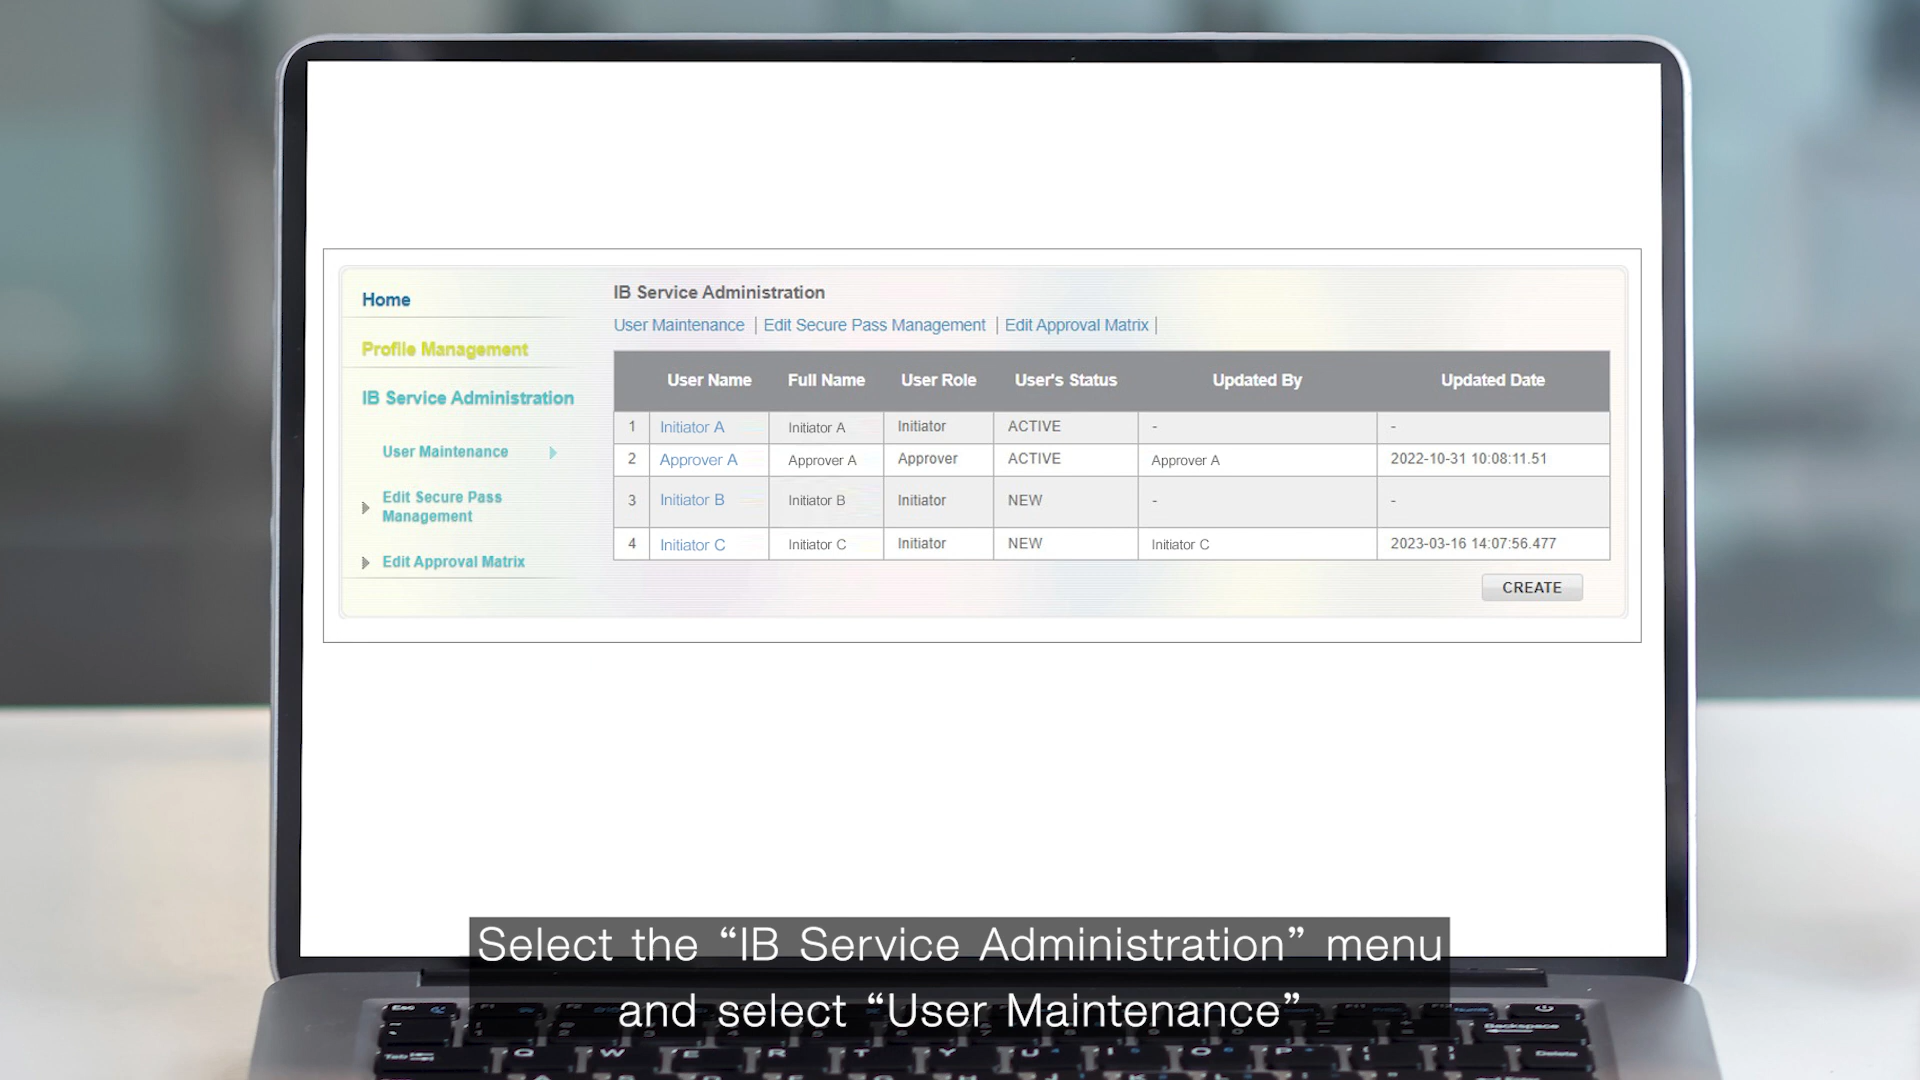 Home
Profile Management
IB Service Administration
User Maintenance
Edit Secure Pass
Management
Edit Approval Matrix
IB Service Administration
User Maintenance | Edit Secure Pass Management | Edit Approval Matrix |
User Name Full Name User Role User's Status Updated By Updated Date
1 Initiator A Initiator A Initiator ACTIVE - -
2 Approver A Approver A Approver ACTIVE Approver A 2022-10-31 10:08:11.51
3 Initiator B Initiator B Initiator NEW - -
4 Initiator C Initiator C Initiator NEW Initiator C 2023-03-16 14:07:56.477
CREATE
Select the “IB Service Administration” menu
and select “User Maintenance”
Esc
Backspace
Tab Q W E R T Y U I O P Delete